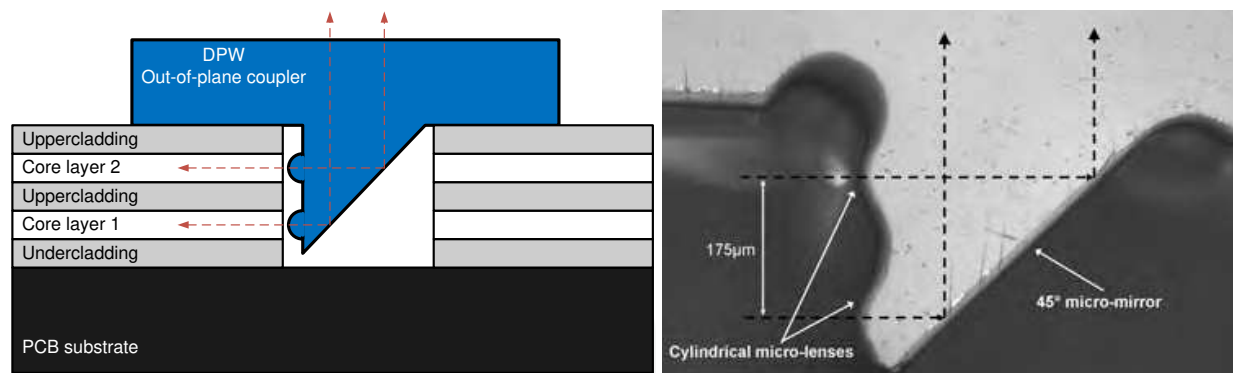 DPW
Out-of-plane coupler
Uppercladding
Core layer 2
Uppercladding
Core layer 1
Undercladding
PCB substrate
175µm
45° micro-mirror
Cylindrical micro-lenses